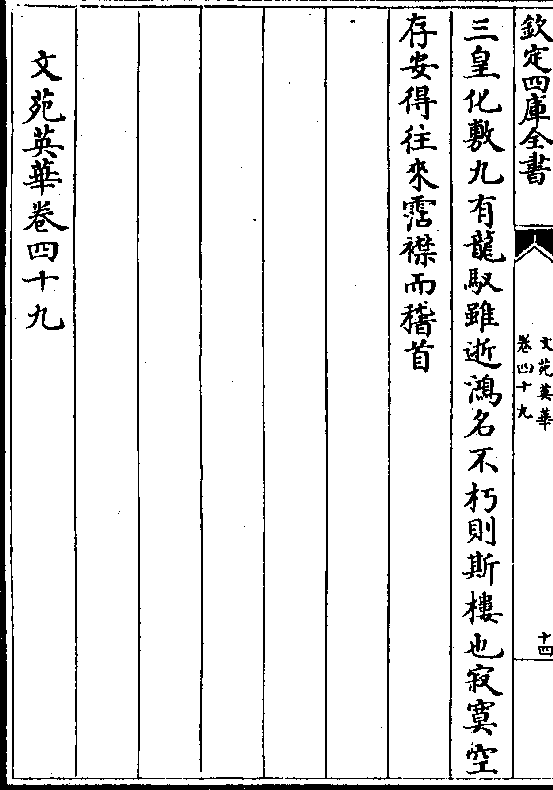 欽定四庫全書
文苑英華
卷四十九
十四
三皇化敷九有龍馭雖逝鴻名不朽則斯樓也寂寞空
存安得往來霑襟而稽首
文苑英華卷四十九